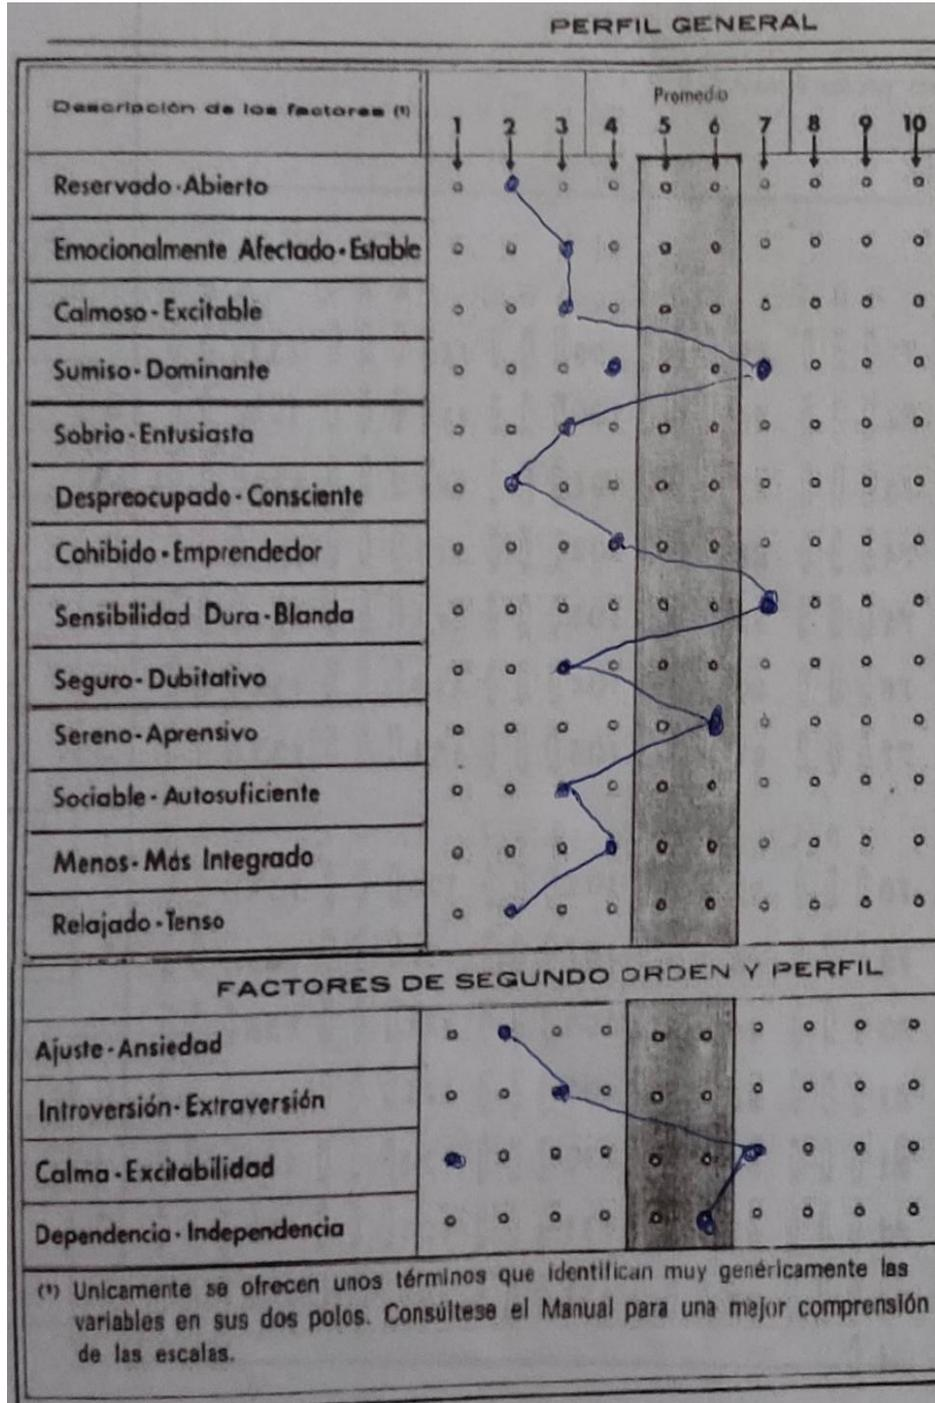 PERFIL GENERAL
Descripción de los factores (1)
Promedio
1 2 3 4 5 6 7 8 9 10
Reservado-Abierto
Emocionalmente Afectado-Estable
Calmoso-Excitable
Sumiso-Dominante
Sobrio-Entusiasta
Despreocupado-Consciente
Cohibido-Emprendedor
Sensibilidad Dura-Blanda
Seguro-Dubitativo
Sereno-Aprensivo
Sociable-Autosuficiente
Menos-Más Integrado
Relajado-Tenso
FACTORES DE SEGUNDO ORDEN Y PERFIL
Ajuste-Ansiedad
Introversión-Extraversión
Calma-Excitabilidad
Dependencia-Independencia
(1) Unicamente se ofrecen unos términos que identifican muy genéricamente las
variables en sus dos polos. Consúltese el Manual para una mejor comprensión
de las escalas.